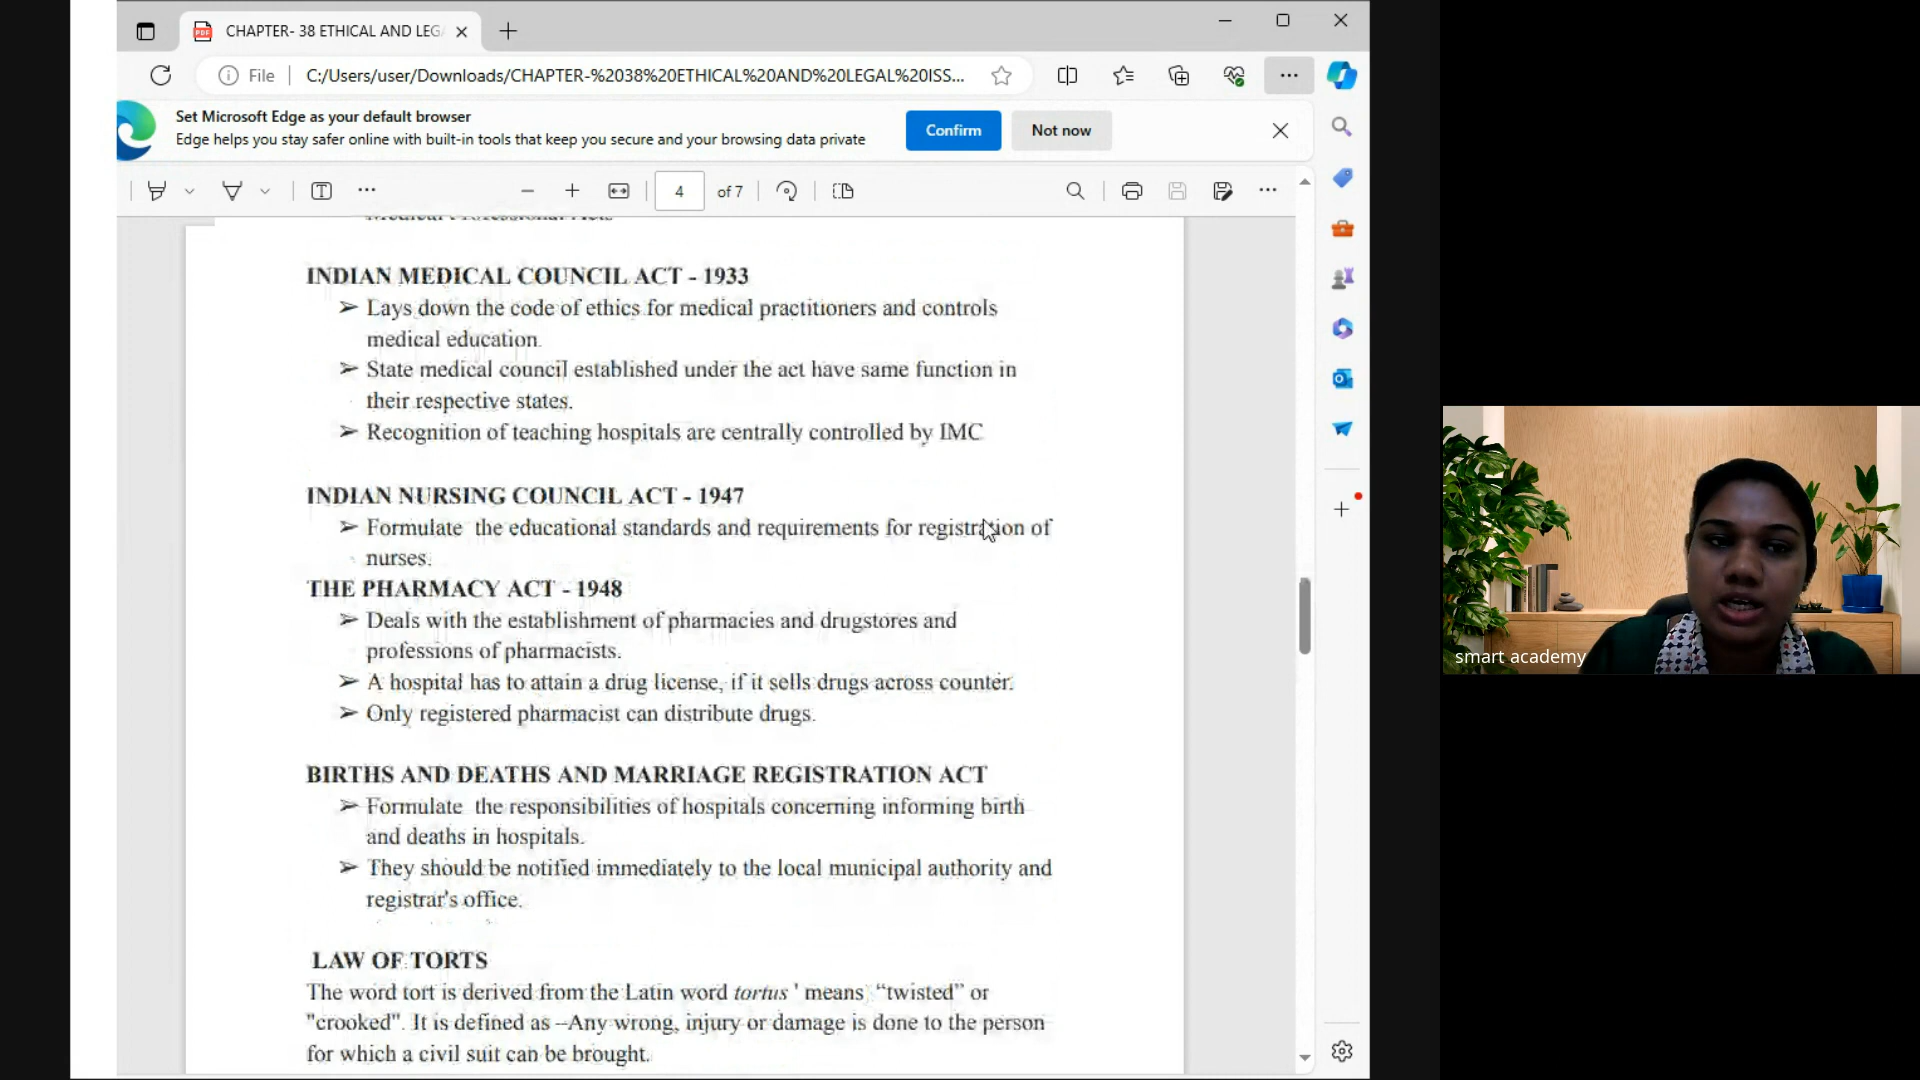 CHAPTER- 38 ETHICAL AND LEG
File
C:/Users/user/Downloads/CHAPTER-%2038%20ETHICAL%20AND%20LEGAL%20ISS...
Set Microsoft Edge as your default browser
Edge helps you stay safer online with built-in tools that keep you secure and your browsing data private
Confirm
Not now
4 of 7
Medical Professional Acts.
INDIAN MEDICAL COUNCIL ACT - 1933
➢ Lays down the code of ethics for medical practitioners and controls
medical education.
➢ State medical council established under the act have same function in
their respective states.
➢ Recognition of teaching hospitals are centrally controlled by IMC
INDIAN NURSING COUNCIL ACT - 1947
➢ Formulate the educational standards and requirements for registration of
nurses.
THE PHARMACY ACT - 1948
➢ Deals with the establishment of pharmacies and drugstores and
professions of pharmacists.
➢ A hospital has to attain a drug license, if it sells drugs across counter.
➢ Only registered pharmacist can distribute drugs.
BIRTHS AND DEATHS AND MARRIAGE REGISTRATION ACT
➢ Formulate the responsibilities of hospitals concerning informing birth
and deaths in hospitals.
➢ They should be notified immediately to the local municipal authority and
registrar's office.
LAW OF TORTS
The word tort is derived from the Latin word tortus ' means “twisted” or
"crooked". It is defined as –Any wrong, injury or damage is done to the person
for which a civil suit can be brought.
smart academy